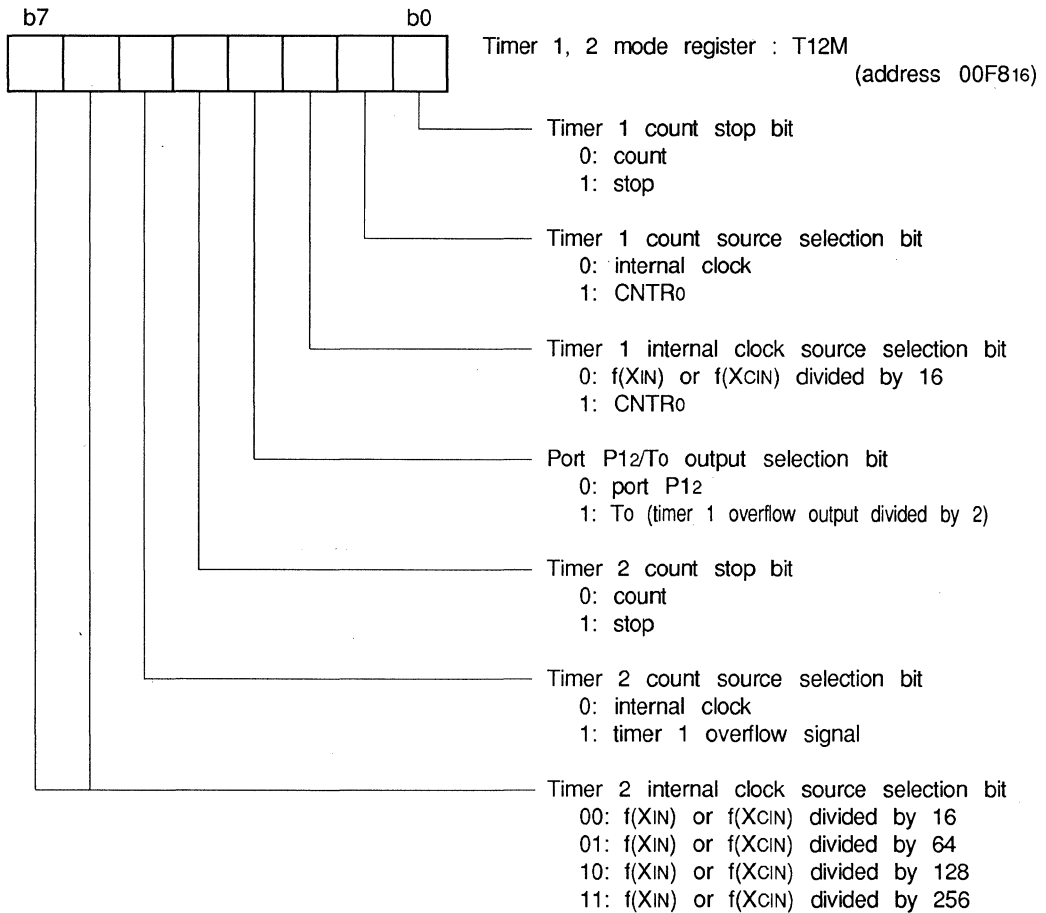 b7 b0
Timer 1, 2 mode register : T12M
(address 00F816)
Timer 1 count stop bit
0: count
1: stop
Timer 1 count source selection bit
0: internal clock
1: CNTR0
Timer 1 internal clock source selection bit
0: f(XIN) or f(XCIN) divided by 16
1: CNTR0
Port P12/T0 output selection bit
0: port P12
1: T0 (timer 1 overflow output divided by 2)
Timer 2 count stop bit
0: count
1: stop
Timer 2 count source selection bit
0: internal clock
1: timer 1 overflow signal
Timer 2 internal clock source selection bit
00: f(XIN) or f(XCIN) divided by 16
01: f(XIN) or f(XCIN) divided by 64
10: f(XIN) or f(XCIN) divided by 128
11: f(XIN) or f(XCIN) divided by 256